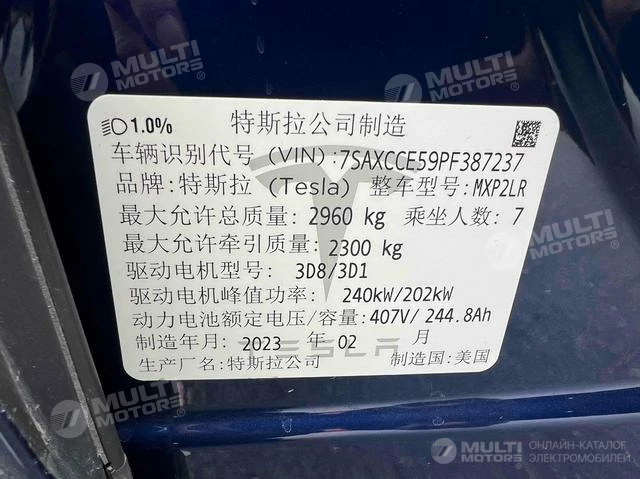 1.0%
特斯拉公司制造
车辆识别代号(VIN):7SAXCCE59PF387237
品牌:特斯拉(Tesla) 整车型号:MXP2LR
最大允许总质量:2960 kg 乘坐人数:7
最大允许牵引质量:2300 kg
驱动电机型号: 3D8/3D1
驱动电机峰值功率: 240kW/202kW
动力电池额定电压/容量:407V/244.8Ah
制造年月:2023 年 02 月
生产厂名:特斯拉公司 制造国:美国
TESLA
MULTI MOTORS®
MULTI MOTORS®
MULTI MOTORS®
MULTI MOTORS®
MULTI MOTORS®
MULTI MOTORS® ОНЛАЙН-КАТАЛОГ ЭЛЕКТРОМОБИЛЕЙ